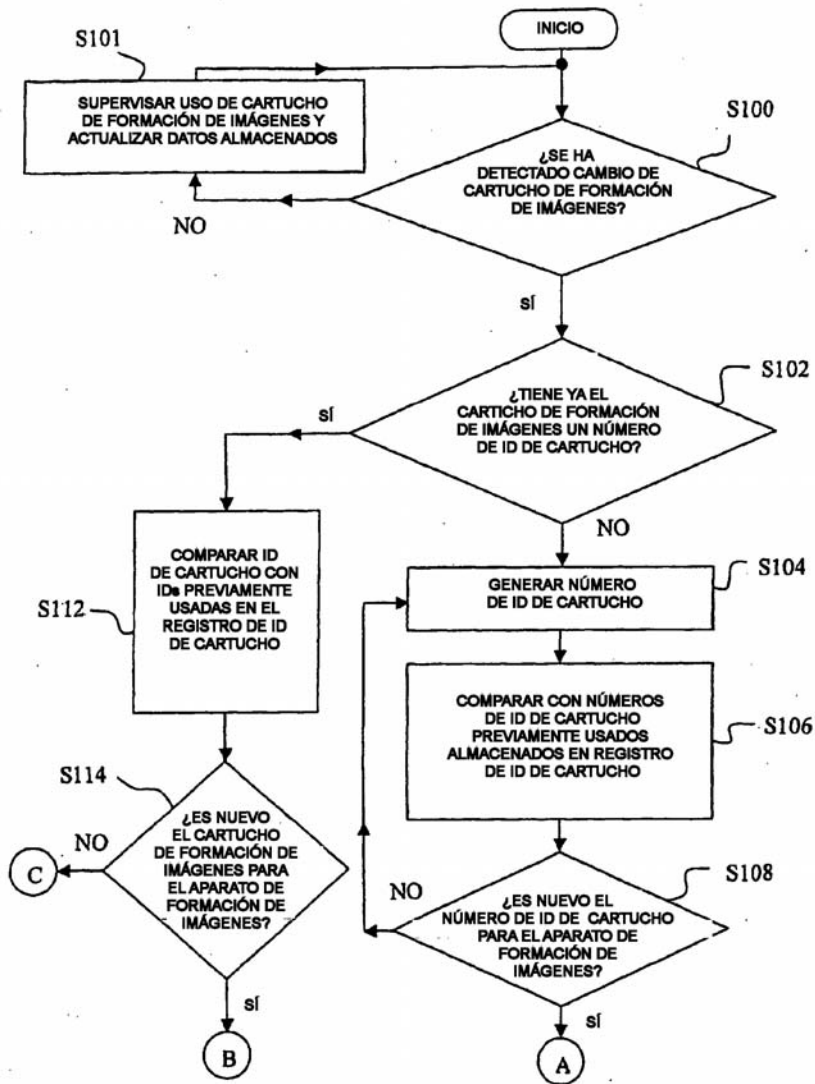 INICIO
S101
SUPERVISAR USO DE CARTUCHO
DE FORMACIÓN DE IMÁGENES Y
ACTUALIZAR DATOS ALMACENADOS
S100
¿SE HA
DETECTADO CAMBIO DE
CARTUCHO DE FORMACIÓN
DE IMÁGENES?
NO
SÍ
S102
¿TIENE YA EL
CARTICHO DE FORMACIÓN
DE IMÁGENES UN NÚMERO
DE ID DE CARTUCHO?
SÍ
NO
S104
GENERAR NÚMERO
DE ID DE CARTUCHO
S112
COMPARAR ID
DE CARTUCHO CON
IDs PREVIAMENTE
USADAS EN EL
REGISTRO DE ID
DE CARTUCHO
COMPARAR CON NÚMEROS
DE ID DE CARTUCHO
PREVIAMENTE USADOS
ALMACENADOS EN REGISTRO
DE ID DE CARTUCHO
S106
S114
¿ES NUEVO
EL CARTUCHO
DE FORMACIÓN DE
IMÁGENES PARA
EL APARATO DE
FORMACIÓN DE
IMÁGENES?
NO
C
SÍ
B
S108
¿ES NUEVO EL
NÚMERO DE ID DE CARTUCHO
PARA EL APARATO DE
FORMACIÓN DE
IMÁGENES?
NO
SÍ
A